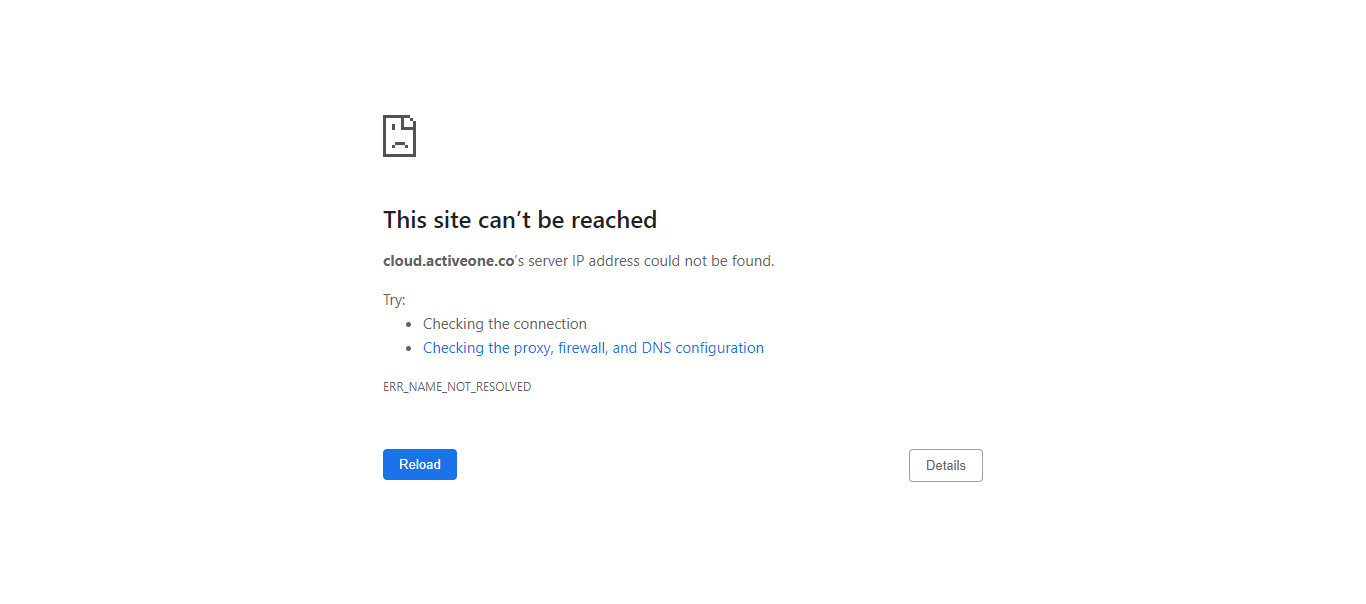 This site can’t be reached
cloud.activeone.co’s server IP address could not be found.
Try:
• Checking the connection
• Checking the proxy, firewall, and DNS configuration
ERR_NAME_NOT_RESOLVED
Reload
Details